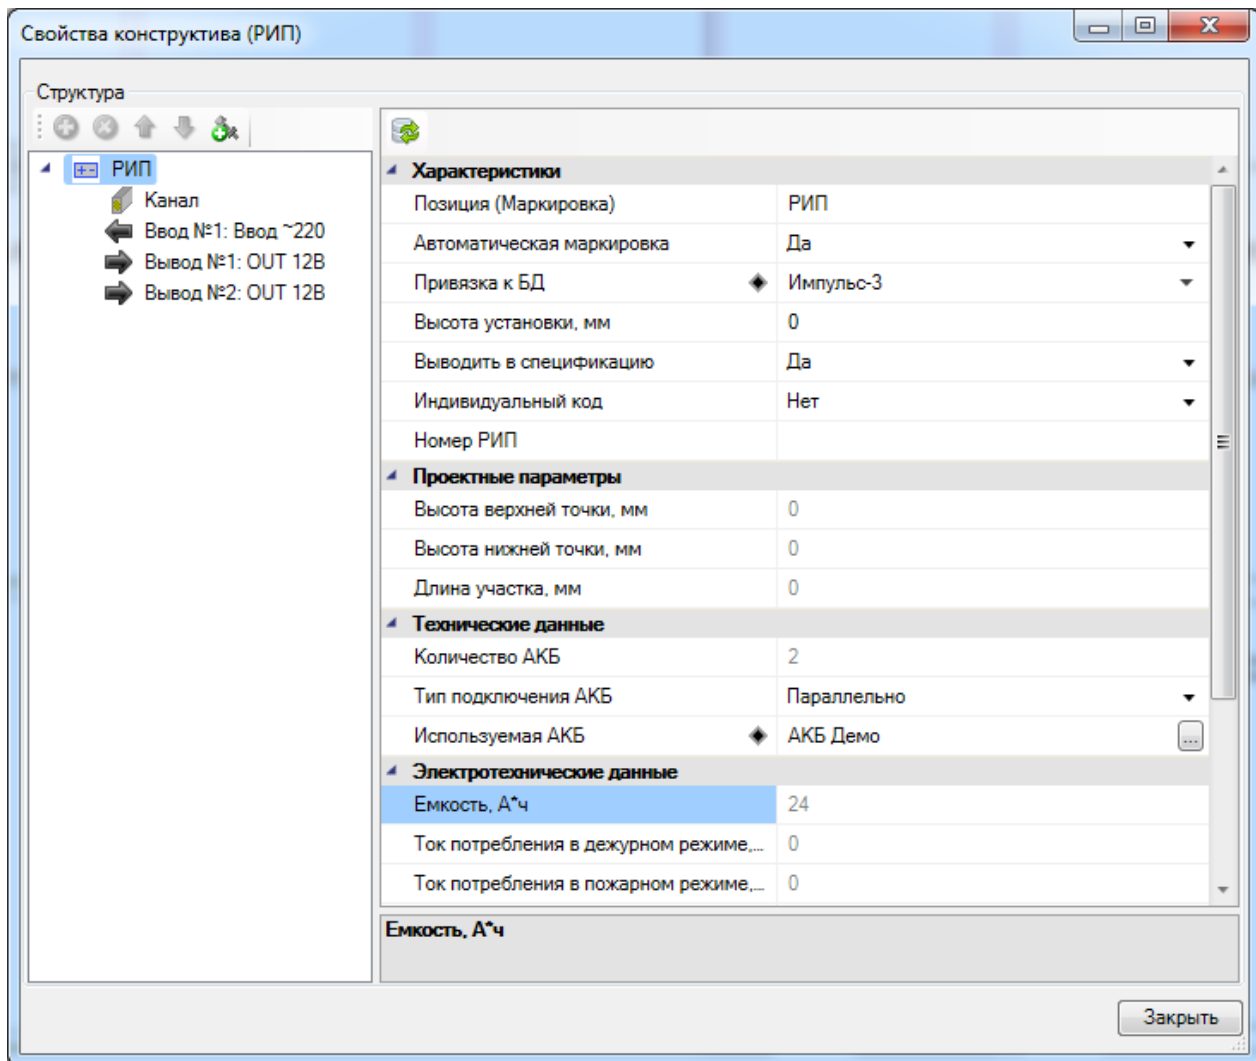 Свойства конструктива (РИП)
Структура
РИП
Канал
Ввод №1: Ввод ~220
Вывод №1: OUT 12В
Вывод №2: OUT 12В
Характеристики
Позиция (Маркировка) РИП
Автоматическая маркировка Да
Привязка к БД Импульс-3
Высота установки, мм 0
Выводить в спецификацию Да
Индивидуальный код Нет
Номер РИП
Проектные параметры
Высота верхней точки, мм 0
Высота нижней точки, мм 0
Длина участка, мм 0
Технические данные
Количество АКБ 2
Тип подключения АКБ Параллельно
Используемая АКБ АКБ Демо ...
Электротехнические данные
Емкость, А*ч 24
Ток потребления в дежурном режиме,... 0
Ток потребления в пожарном режиме,... 0
Емкость, А*ч
Закрыть